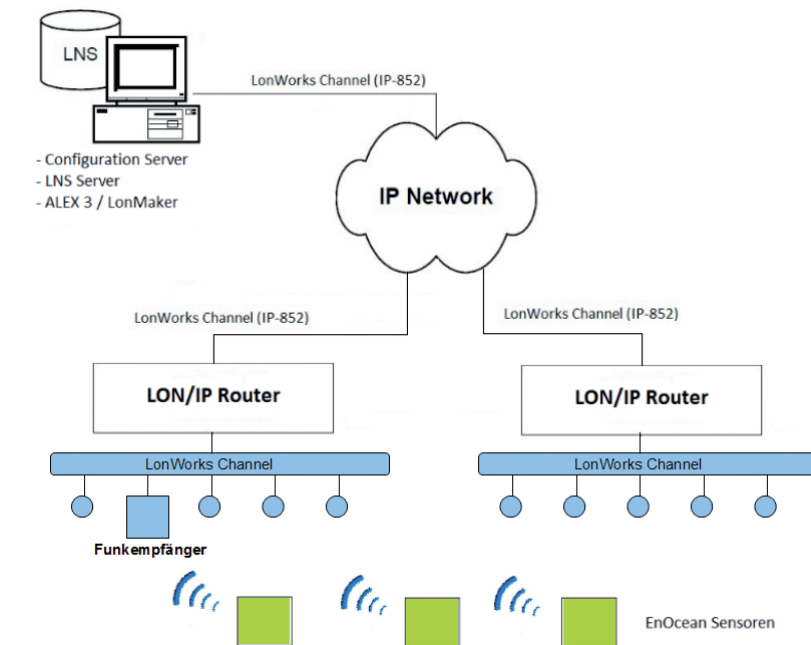 LNS
LonWorks Channel (IP-852)
- Configuration Server
- LNS Server
- ALEX 3 / LonMaker
IP Network
LonWorks Channel (IP-852)
LonWorks Channel (IP-852)
LON/IP Router
LON/IP Router
LonWorks Channel
LonWorks Channel
Funkempfänger
EnOcean Sensoren